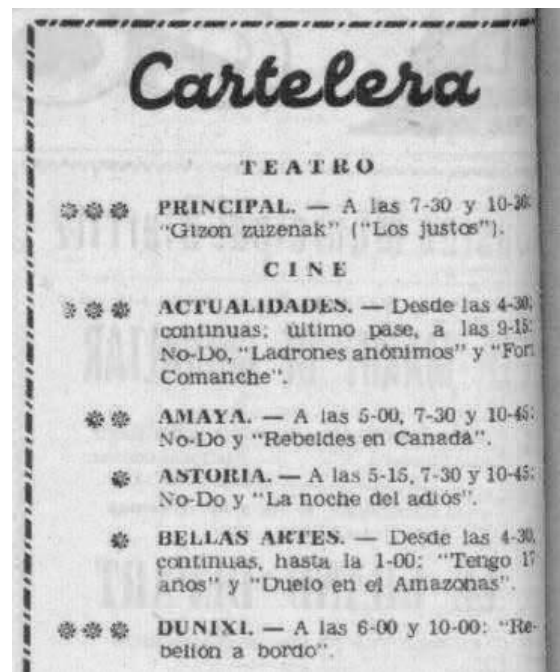 Cartelera
TEATRO
PRINCIPAL. — A las 7-30 y 10-30:
"Gizon zuzenak" ("Los justos").
CINE
ACTUALIDADES. — Desde las 4-30,
continuas; último pase, a las 9-15:
No-Do, "Ladrones anónimos" y "Fort
Comanche".
AMAYA. — A las 5-00, 7-30 y 10-45:
No-Do y "Rebeldes en Canadá".
ASTORIA. — A las 5-15, 7-30 y 10-45:
No-Do y "La noche del adiós".
BELLAS ARTES. — Desde las 4-30,
continuas, hasta la 1-00: "Tengo 17
años" y "Duelo en el Amazonas".
DUNIXI. — A las 6-00 y 10-00: "Re-
belión a bordo".